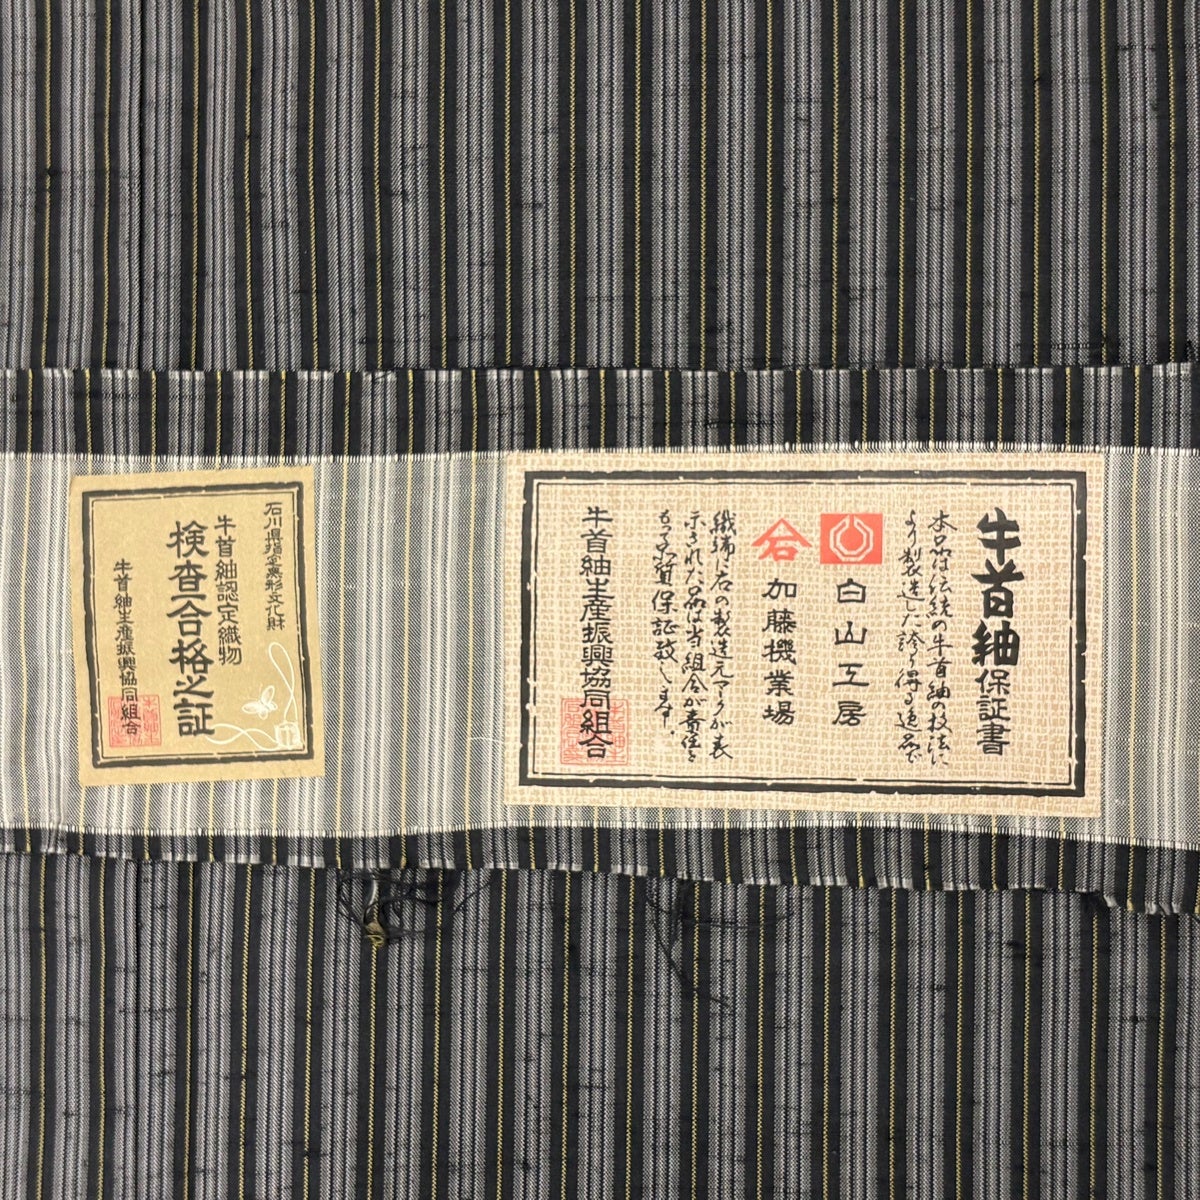 牛首紬保証書
本品は伝統の牛首紬の技法に
より製造した誇り得る逸品で
白山工房
石
加藤機業場
織端に右の製造元マークが表
示された品は当組合が責任を
もって品質保証致します。
牛首紬生産振興協同組合
石川県指定無形文化財
牛首紬認定織物
検査合格之証
牛首紬生産振興協同組合